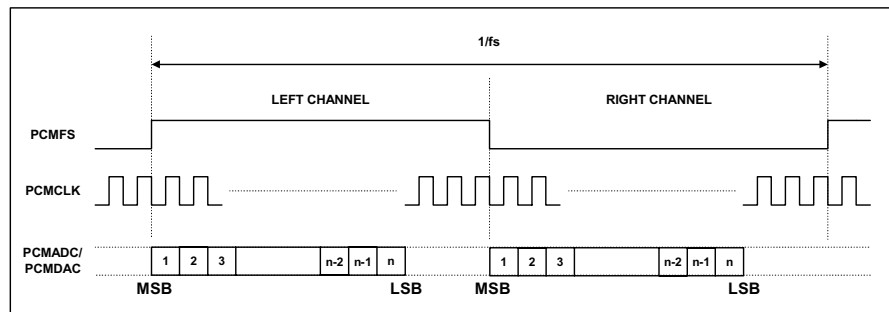 1/fs
LEFT CHANNEL RIGHT CHANNEL
PCMFS
PCMCLK
PCMADC/
PCMDAC
1 2 3 n-2 n-1 n 1 2 3 n-2 n-1 n
MSB LSB MSB LSB